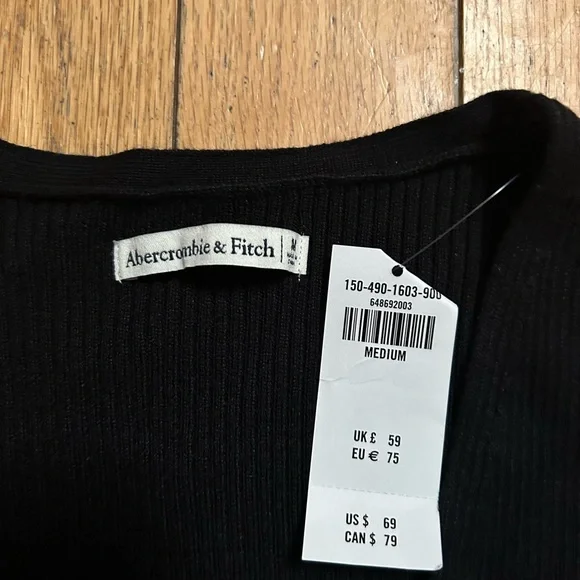 Abercrombie & Fitch
M
150-490-1603-900
648692003
MEDIUM
UK £ 59
EU € 75
US $ 69
CAN $ 79